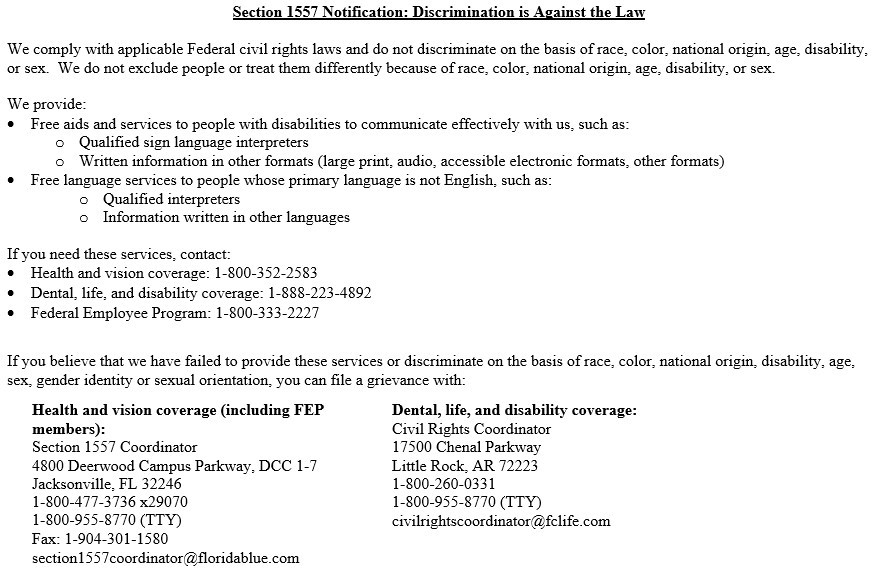 Section 1557 Notification: Discrimination is Against the Law
We comply with applicable Federal civil rights laws and do not discriminate on the basis of race, color, national origin, age, disability,
or sex.  We do not exclude people or treat them differently because of race, color, national origin, age, disability, or sex.
We provide:
• Free aids and services to people with disabilities to communicate effectively with us, such as:
o Qualified sign language interpreters
o Written information in other formats (large print, audio, accessible electronic formats, other formats)
• Free language services to people whose primary language is not English, such as:
o Qualified interpreters
o Information written in other languages
If you need these services, contact:
• Health and vision coverage: 1-800-352-2583
• Dental, life, and disability coverage: 1-888-223-4892
• Federal Employee Program: 1-800-333-2227
If you believe that we have failed to provide these services or discriminate on the basis of race, color, national origin, disability, age,
sex, gender identity or sexual orientation, you can file a grievance with:
Health and vision coverage (including FEP
members):
Section 1557 Coordinator
4800 Deerwood Campus Parkway, DCC 1-7
Jacksonville, FL 32246
1-800-477-3736 x29070
1-800-955-8770 (TTY)
Fax: 1-904-301-1580
section1557coordinator@floridablue.com
Dental, life, and disability coverage:
Civil Rights Coordinator
17500 Chenal Parkway
Little Rock, AR 72223
1-800-260-0331
1-800-955-8770 (TTY)
civilrightscoordinator@fclife.com